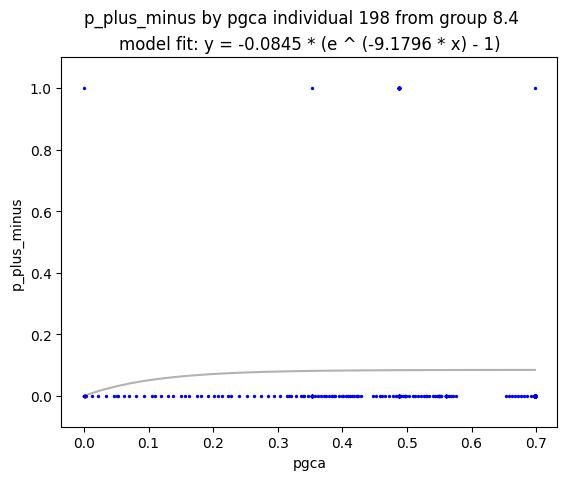 p_plus_minus by pgca individual 198 from group 8.4
model fit: y = -0.0845 * (e ^ (-9.1796 * x) - 1)
1.0
0.8
0.6
0.4
0.2
0.0
p_plus_minus
0.0 0.1 0.2 0.3 0.4 0.5 0.6 0.7
pgca